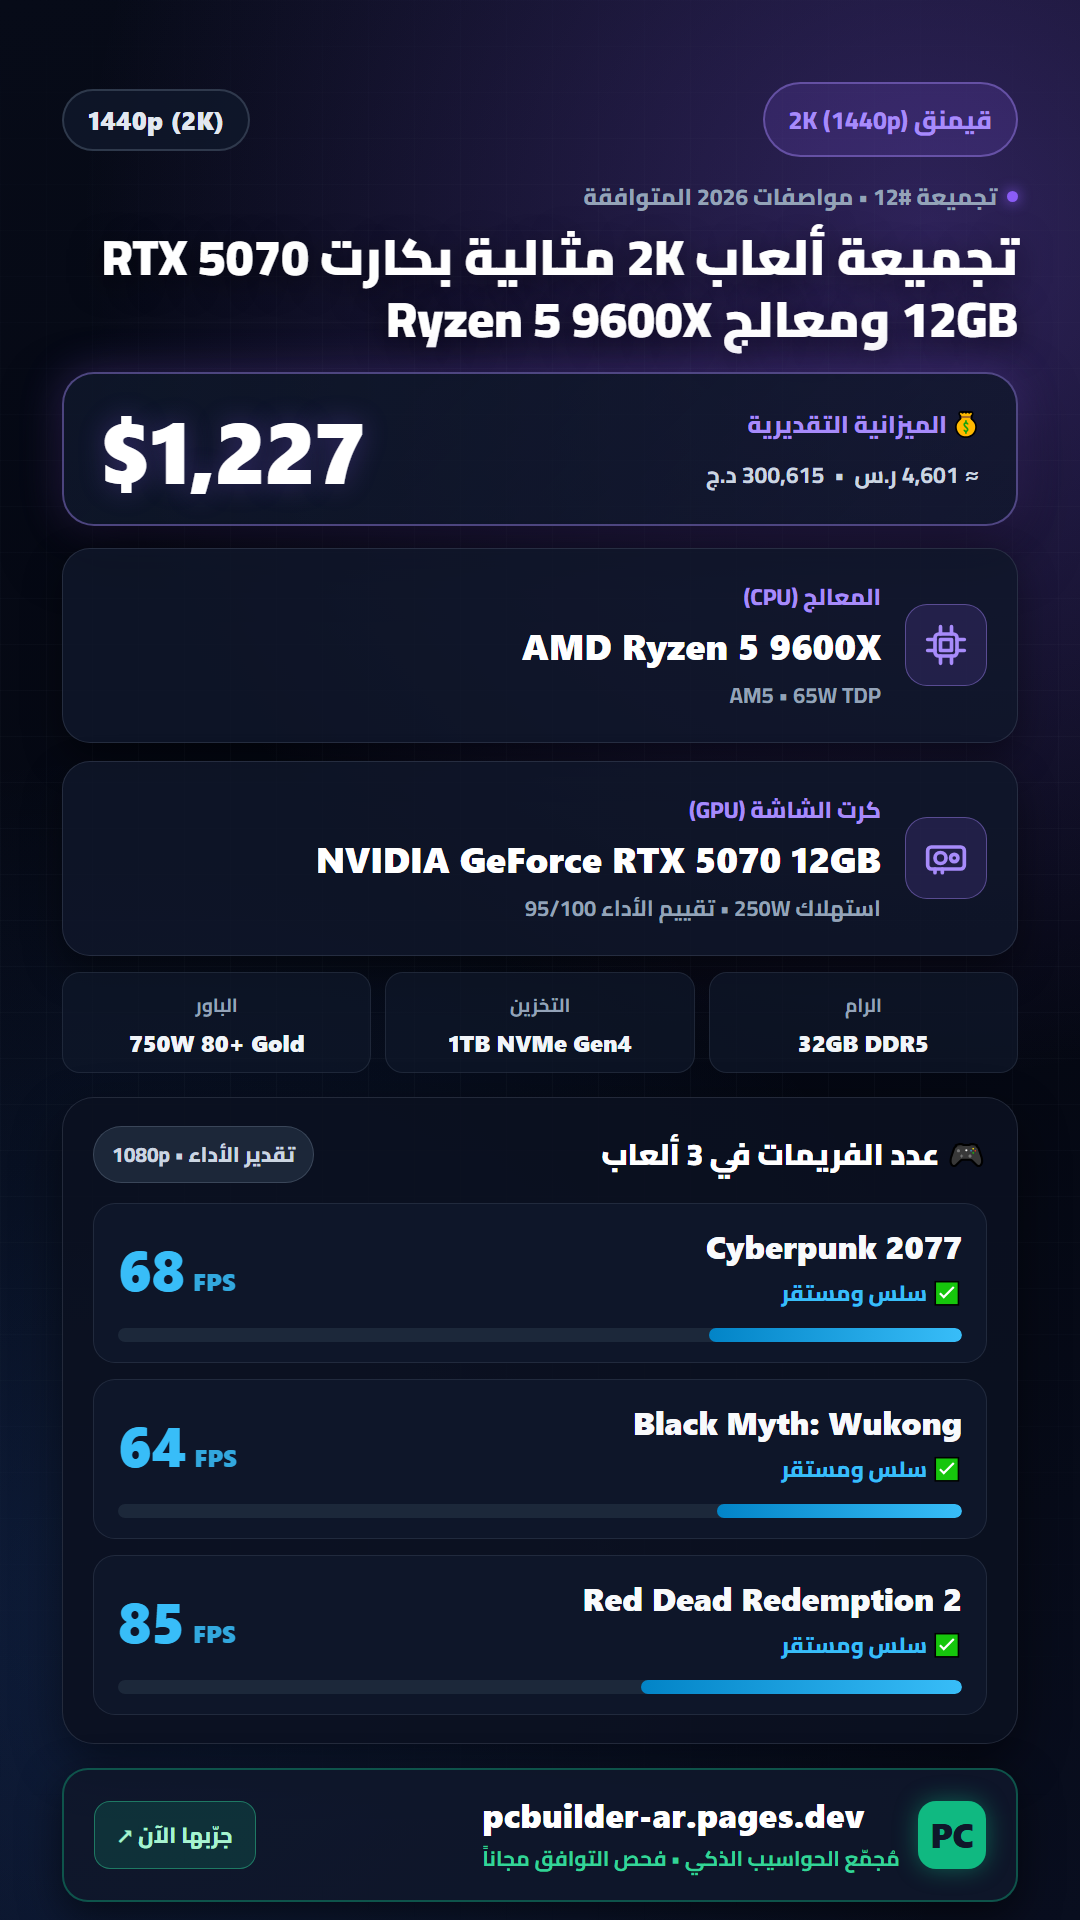 قيمنق 2K (1440p)
1440p (2K)
تجميعة #12 • مواصفات 2026 المتوافقة
تجميعة ألعاب 2K مثالية بكارت RTX 5070
12GB ومعالج Ryzen 5 9600X
💰 الميزانية التقديرية
≈ 4,601 ر.س • 300,615 د.ج
$1,227
المعالج (CPU)
AMD Ryzen 5 9600X
AM5 • 65W TDP
كرت الشاشة (GPU)
NVIDIA GeForce RTX 5070 12GB
استهلاك 250W • تقييم الأداء 95/100
الرام
32GB DDR5
التخزين
1TB NVMe Gen4
الباور
750W 80+ Gold
🎮 عدد الفريمات في 3 ألعاب
تقدير الأداء • 1080p
Cyberpunk 2077
✅ سلس ومستقر
68 FPS
Black Myth: Wukong
✅ سلس ومستقر
64 FPS
Red Dead Redemption 2
✅ سلس ومستقر
85 FPS
PC
pcbuilder-ar.pages.dev
مُجمّع الحواسيب الذكي • فحص التوافق مجاناً
جرّبها الآن ↗